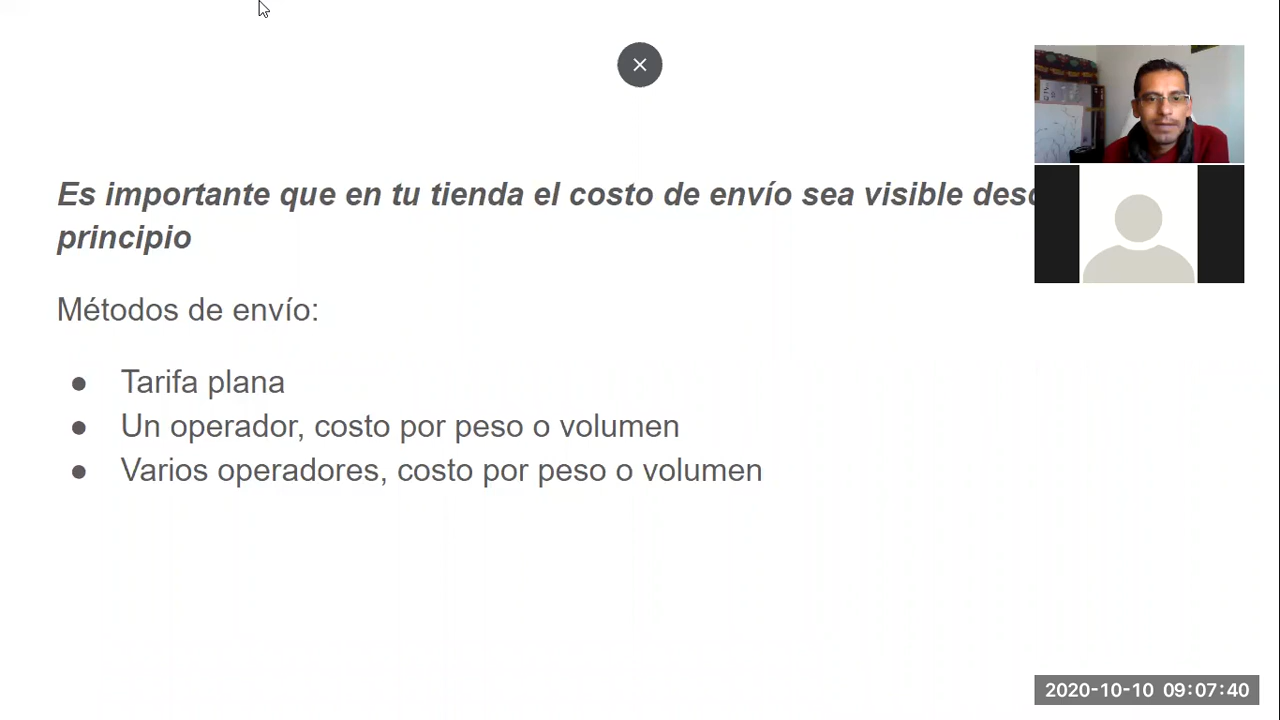 Es importante que en tu tienda el costo de envío sea visible
principio
Métodos de envío:
● Tarifa plana
● Un operador, costo por peso o volumen
● Varios operadores, costo por peso o volumen
2020-10-10 09:07:40